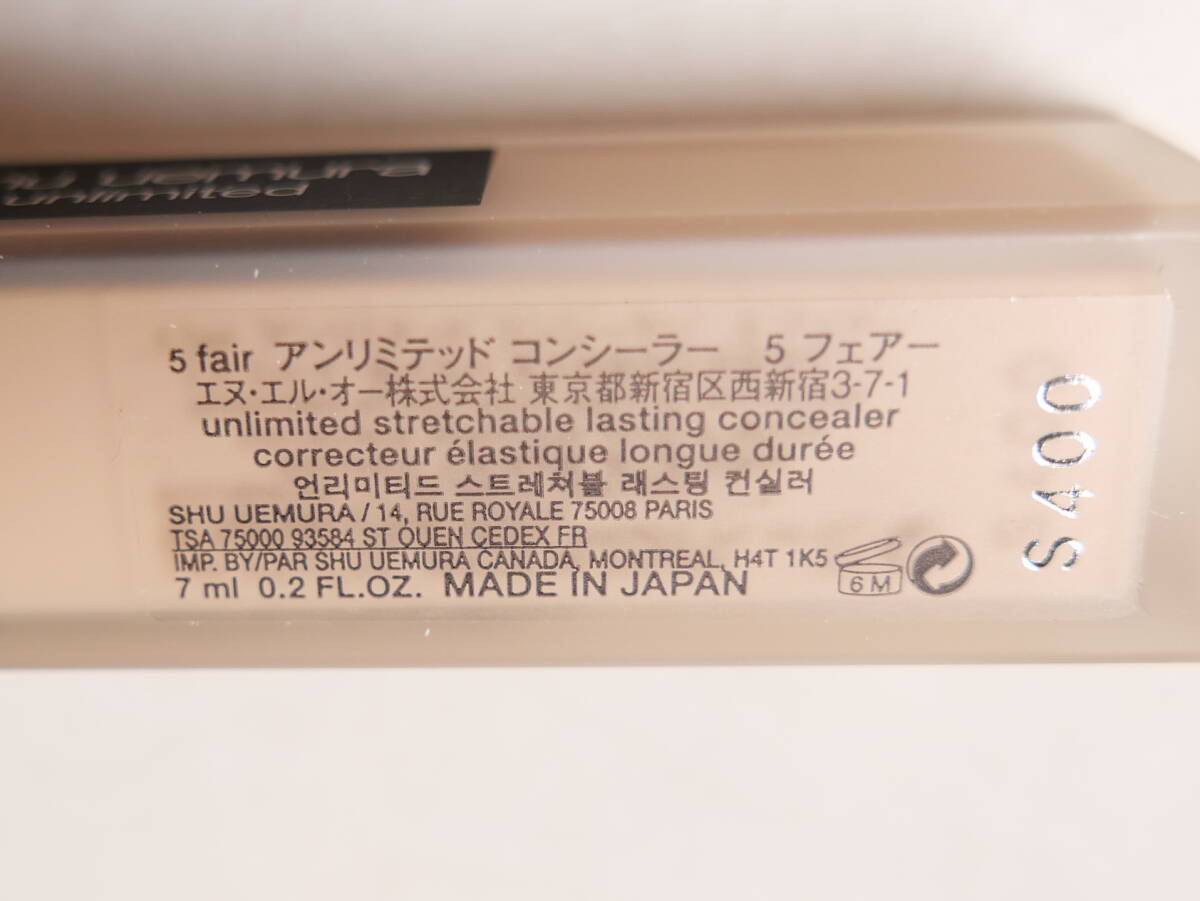 uemura
unlimited
5 fair アンリミテッド コンシーラー 5 フェアー
エヌ・エル・オー株式会社 東京都新宿区西新宿3-7-1
unlimited stretchable lasting concealer
correcteur élastique longue durée
언리미티드 스트레쳐블 래스팅 컨실러
SHU UEMURA / 14, RUE ROYALE 75008 PARIS
TSA 75000 93584 ST OUEN CEDEX FR
IMP. BY/PAR SHU UEMURA CANADA, MONTREAL, H4T 1K5
7 ml 0.2 FL.OZ. MADE IN JAPAN
6 M
S400